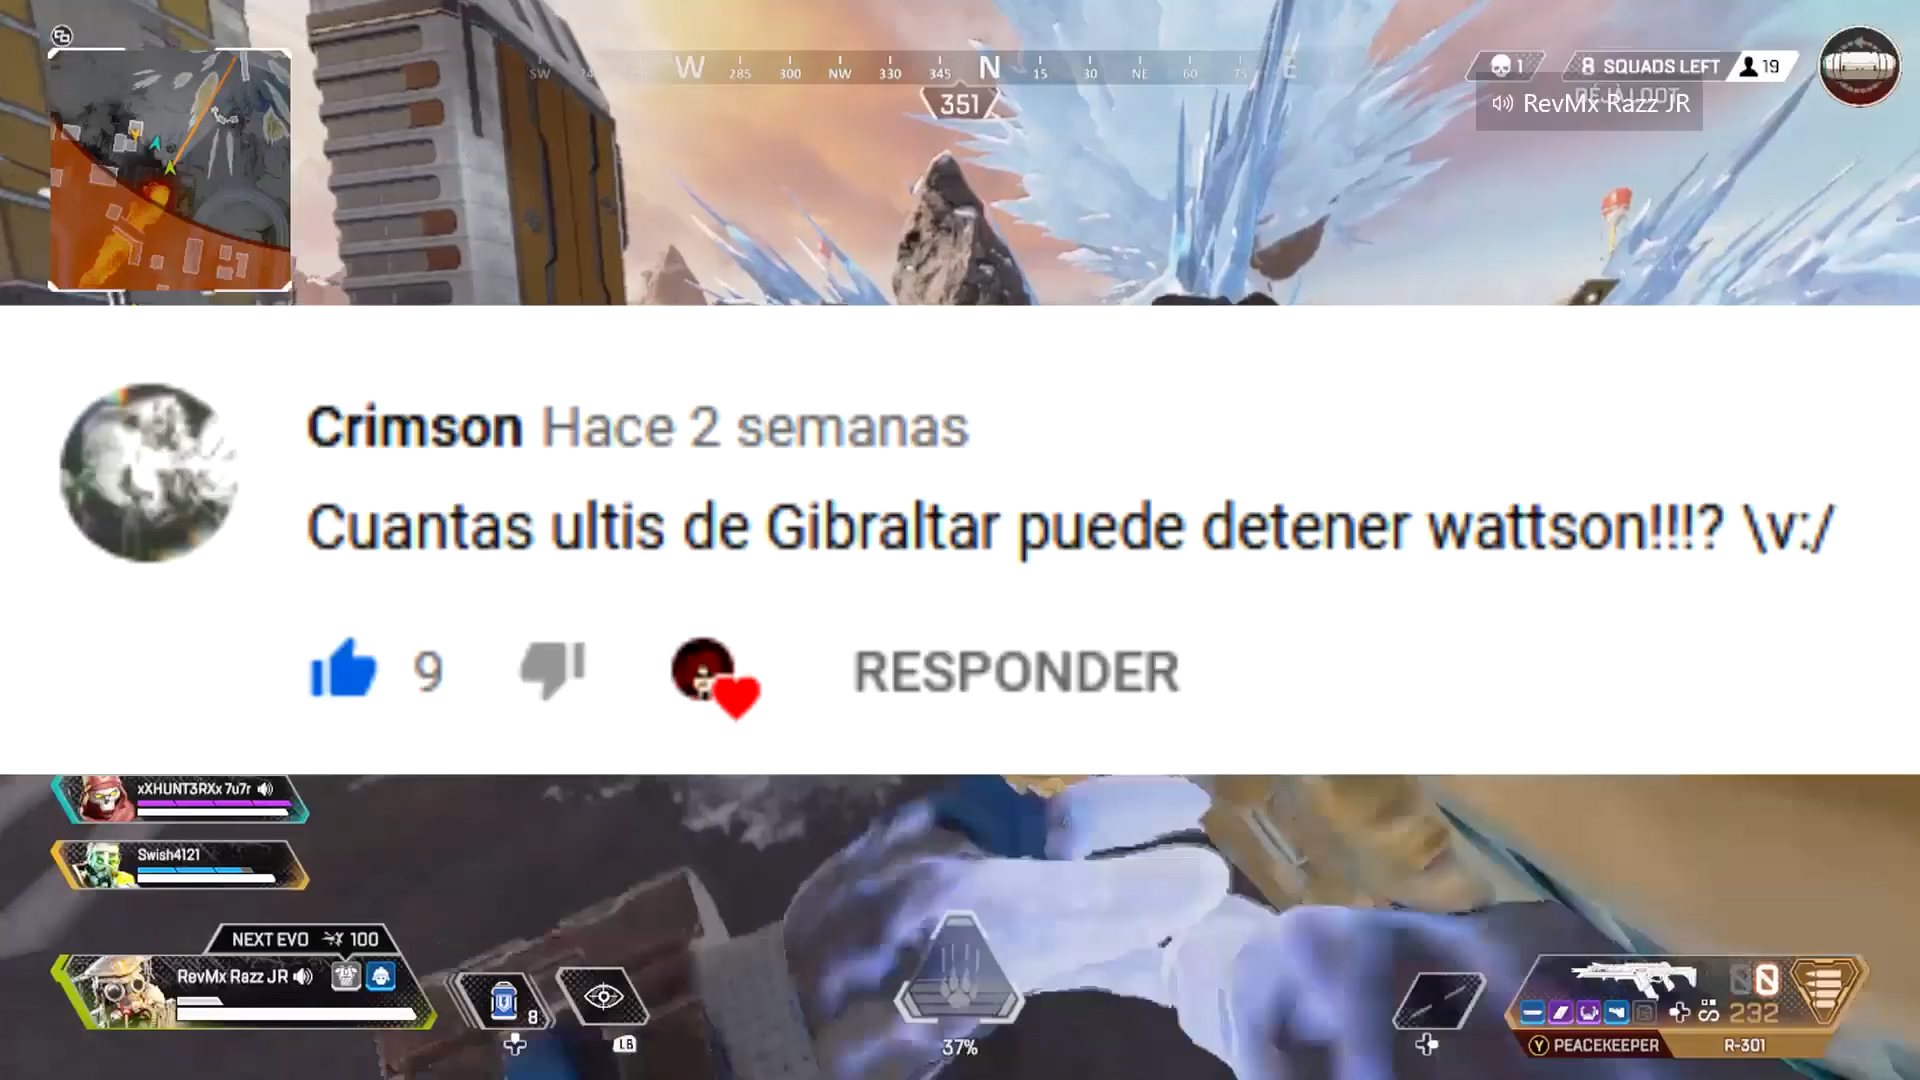 SW
W
285
300
NW
330
345
N
15
30
NE
60
75
E
351
1
8 SQUADS LEFT
19
RevMx Razz JR
Crimson Hace 2 semanas
Cuantas ultis de Gibraltar puede detener wattson!!!? \v:/
9
RESPONDER
xXHUNT3RXx 7u7r
Swish4121
NEXT EVO 100
RevMx Razz JR
8
LB
37%
0
232
Y PEACEKEEPER
R-301